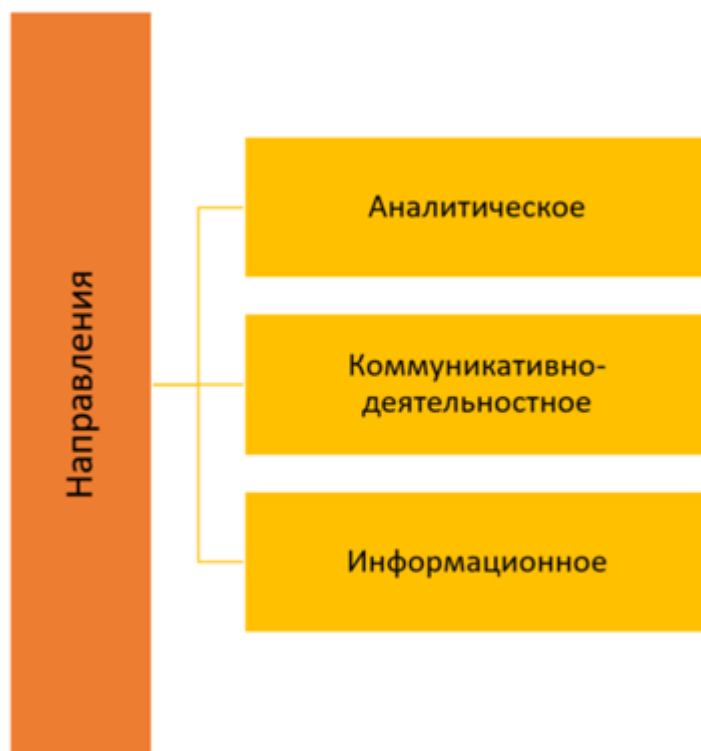 Направления
Аналитическое
Коммуникативно-
деятельностное
Информационное